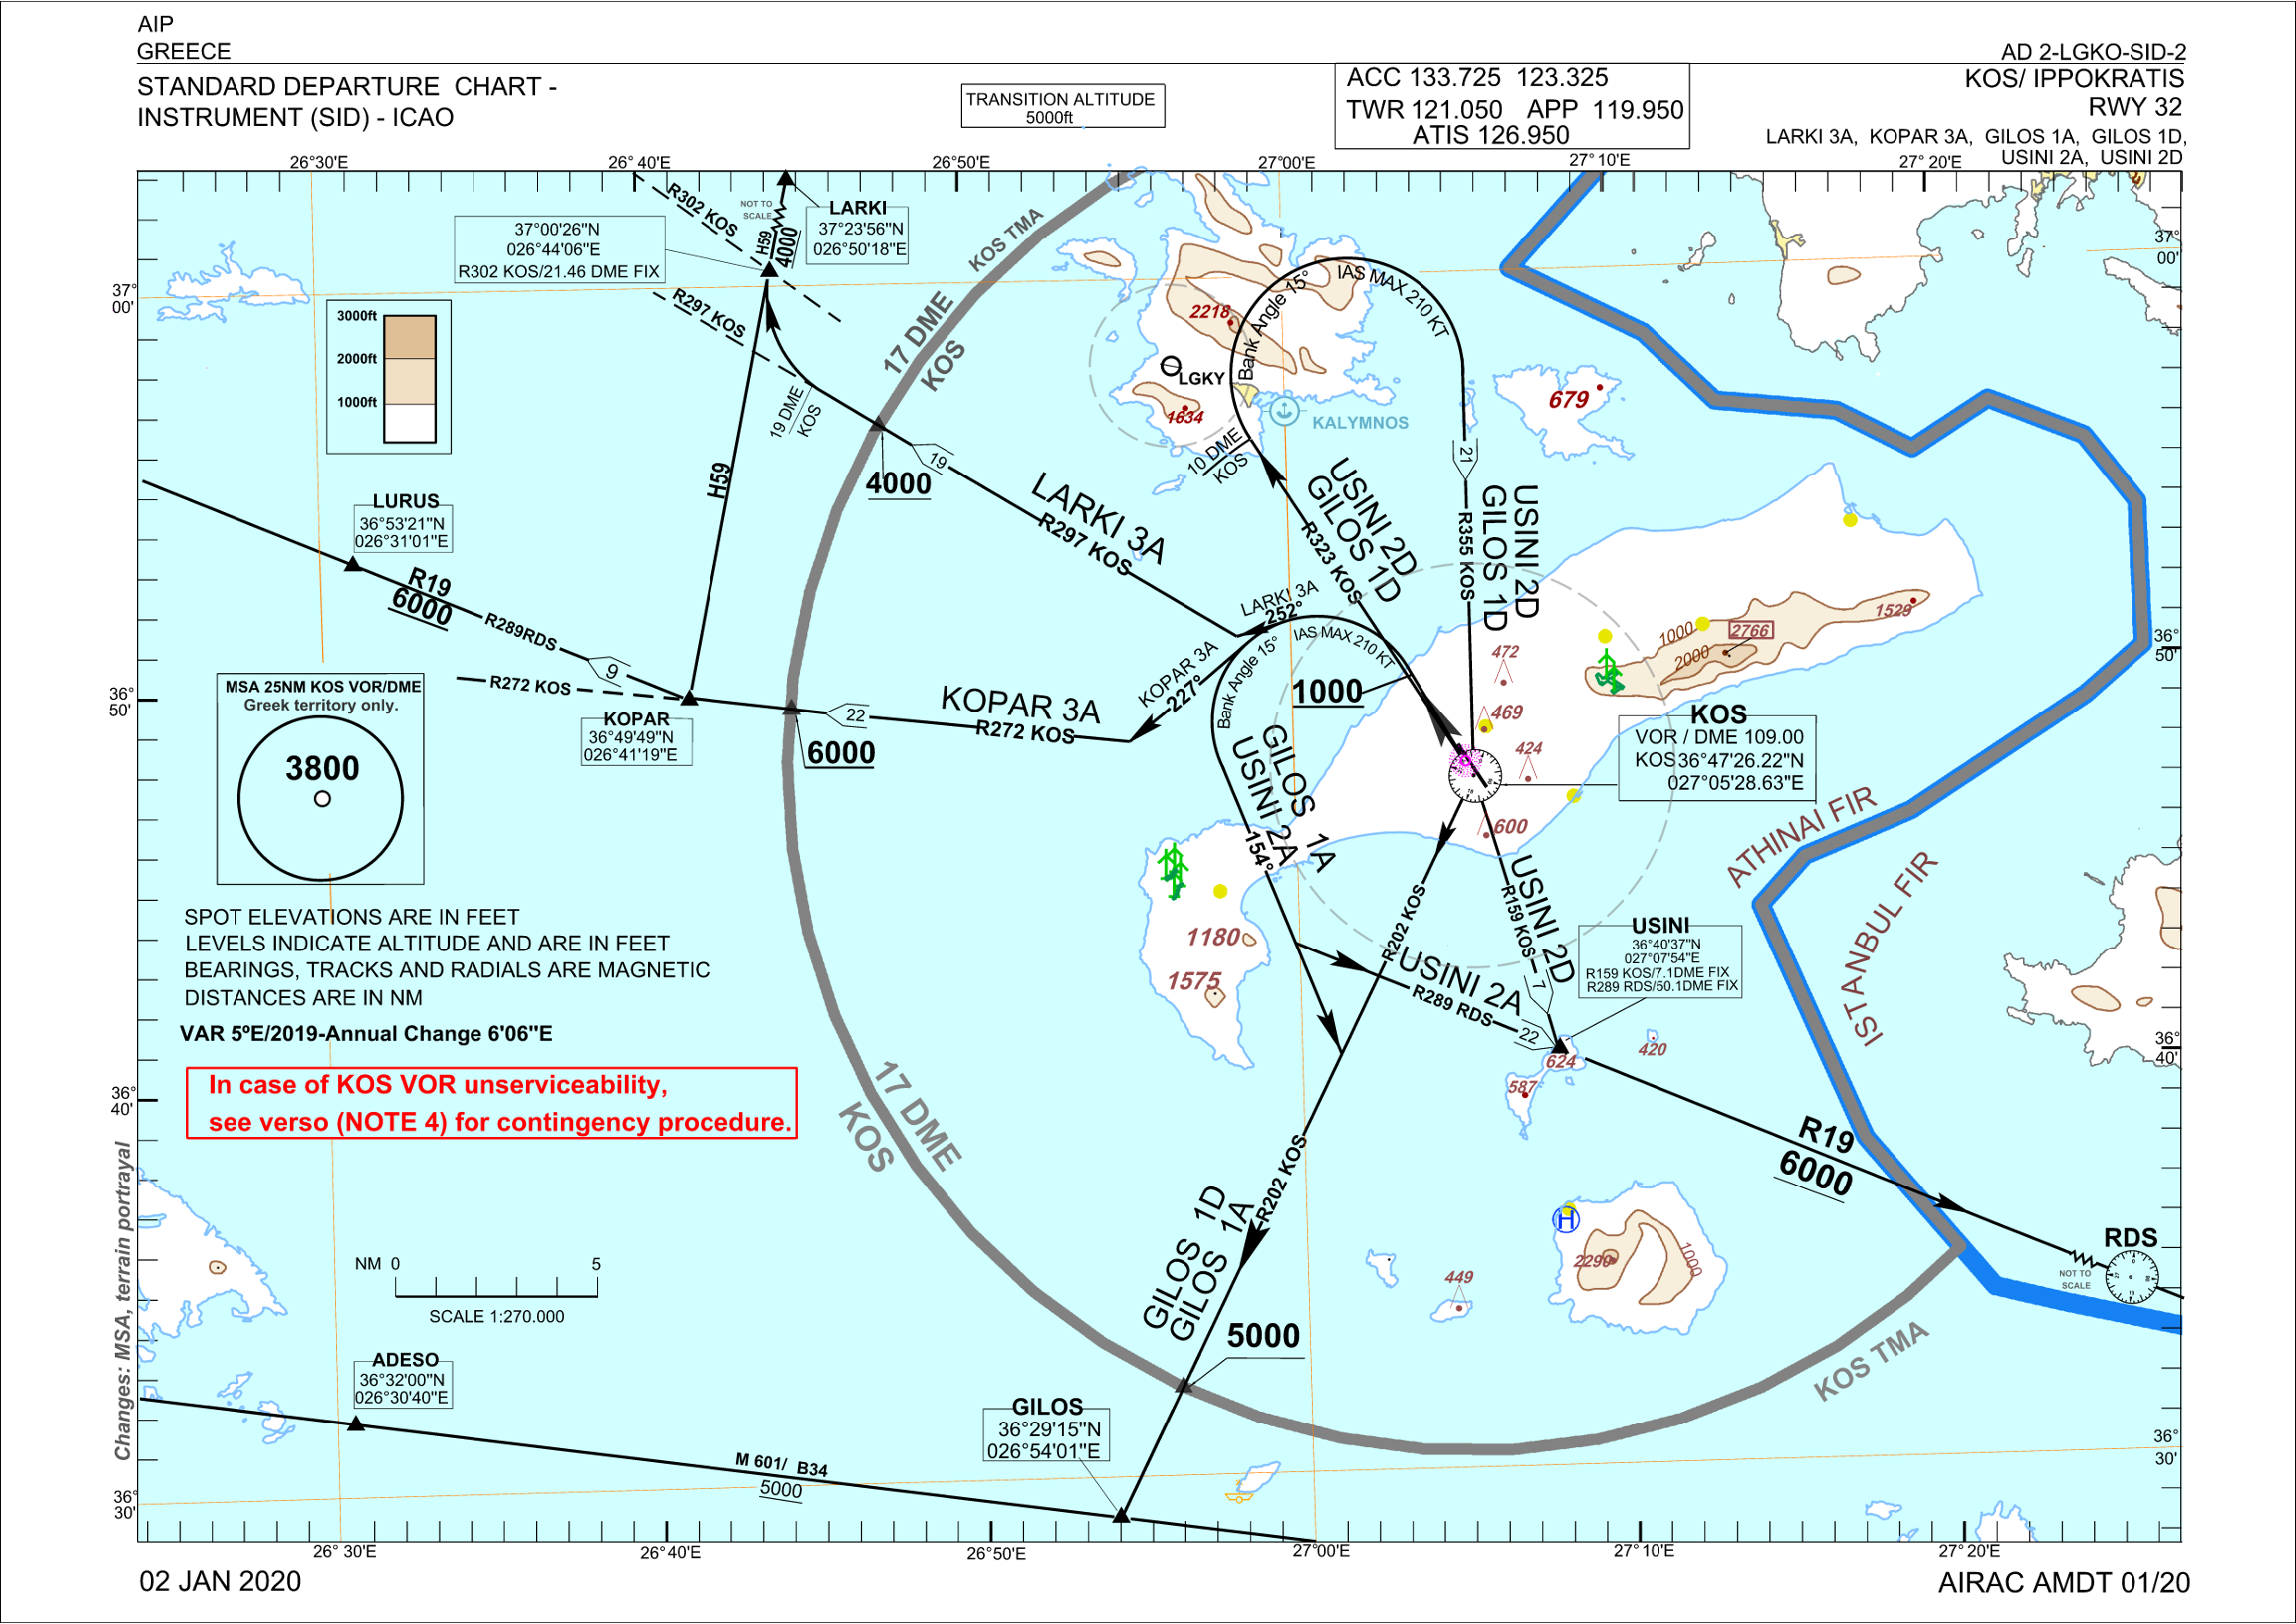 AIP
GREECE
AD 2-LGKO-SID-2
STANDARD DEPARTURE CHART -
INSTRUMENT (SID) - ICAO
TRANSITION ALTITUDE
5000ft
ACC 133.725 123.325
TWR 121.050 APP 119.950
ATIS 126.950
KOS/ IPPOKRATIS
RWY 32
LARKI 3A, KOPAR 3A, GILOS 1A, GILOS 1D,
USINI 2A, USINI 2D
26°30'E
26°40'E
26°50'E
27°00'E
27°10'E
27°20'E
R302 KOS
NOT TO
SCALE
H59
4000
LARKI
37°23'56"N
026°50'18"E
37°00'26"N
026°44'06"E
R302 KOS/21.46 DME FIX
R297 KOS
KOS TMA
17 DME
KOS
37°
00'
37°
00'
3000ft
2000ft
1000ft
19 DME
KOS
2218
LGKY
1634
Bank Angle 15°
IAS MAX 210 KT
KALYMNOS
10 DME
KOS
679
21
19
4000
H59
LARKI 3A
R297 KOS
USINI 2D
GILOS 1D
R323 KOS
R355 KOS
GILOS 1D
USINI 2D
LURUS
36°53'21"N
026°31'01"E
R19
6000
R289RDS
9
LARKI 3A
252°
IAS MAX 210 KT
Bank Angle 15°
KOPAR 3A
227°
1000
472
469
424
600
1000
2000
2766
1529
36°
50'
36°
50'
MSA 25NM KOS VOR/DME
Greek territory only.
3800
R272 KOS
KOPAR
36°49'49"N
026°41'19"E
22
6000
KOPAR 3A
R272 KOS
KOS
VOR / DME 109.00
KOS 36°47'26.22"N
027°05'28.63"E
GILOS 1A
USINI 2A
154°
ATHINAI FIR
ISTANBUL FIR
SPOT ELEVATIONS ARE IN FEET
LEVELS INDICATE ALTITUDE AND ARE IN FEET
BEARINGS, TRACKS AND RADIALS ARE MAGNETIC
DISTANCES ARE IN NM
VAR 5ºE/2019-Annual Change 6'06"E
In case of KOS VOR unserviceability,
see verso (NOTE 4) for contingency procedure.
1180
1575
R202 KOS
USINI 2A
R289 RDS
22
USINI 2D
R159 KOS
7
USINI
36°40'37"N
027°07'54"E
R159 KOS/7.1DME FIX
R289 RDS/50.1DME FIX
624
587
420
36°
40'
36°
40'
17 DME
KOS
R19
6000
RDS
NOT TO
SCALE
R202 KOS
GILOS 1D
GILOS 1A
H
2290
1000
449
5000
KOS TMA
NM 0 5
SCALE 1:270.000
Changes: MSA, terrain portrayal
ADESO
36°32'00"N
026°30'40"E
GILOS
36°29'15"N
026°54'01"E
M 601/ B34
5000
36°
30'
36°
30'
26°30'E
26°40'E
26°50'E
27°00'E
27°10'E
27°20'E
02 JAN 2020
AIRAC AMDT 01/20